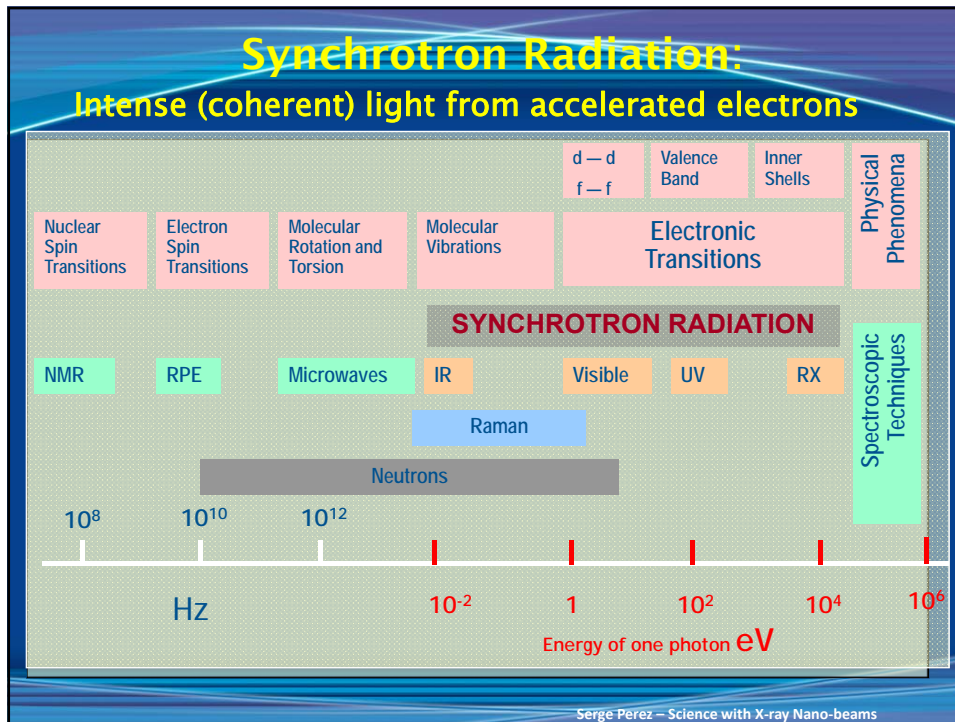 Synchrotron Radiation:
Intense (coherent) light from accelerated electrons
d — d
f — f
Valence
Band
Inner
Shells
Physical
Phenomena
Nuclear
Spin
Transitions
Electron
Spin
Transitions
Molecular
Rotation and
Torsion
Molecular
Vibrations
Electronic
Transitions
SYNCHROTRON RADIATION
NMR
RPE
Microwaves
IR
Visible
UV
RX
Spectroscopic
Techniques
Raman
Neutrons
10⁸
10¹⁰
10¹²
Hz
10⁻²
1
10²
10⁴
10⁶
Energy of one photon eV
Serge Perez – Science with X-ray Nano-beams